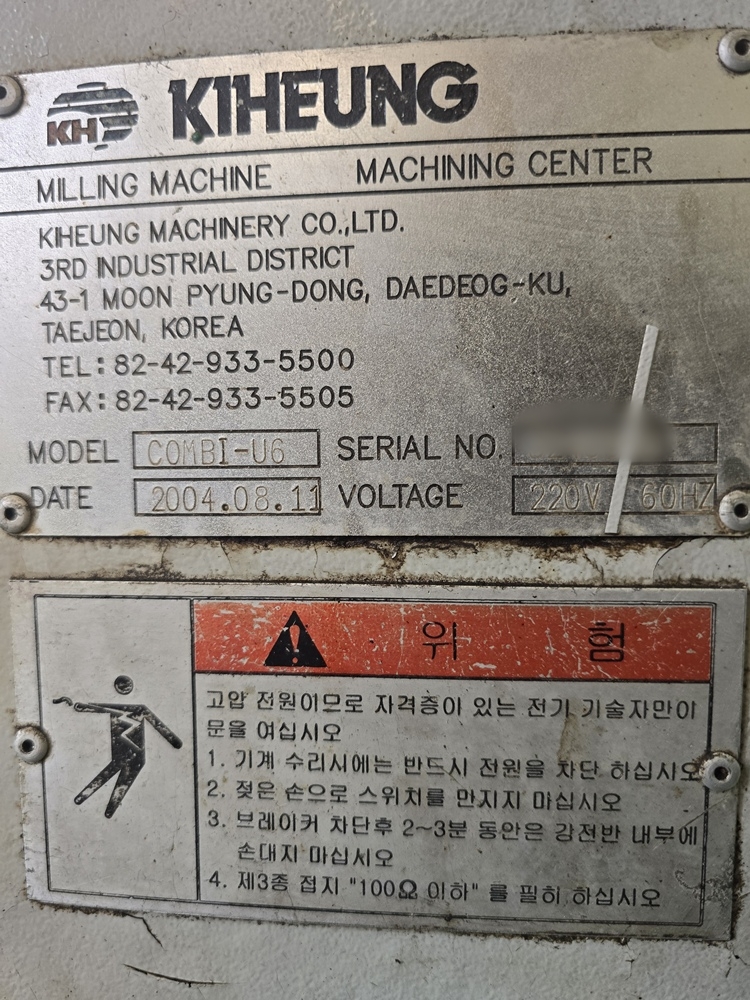 KH KIHEUNG
MILLING MACHINE MACHINING CENTER
KIHEUNG MACHINERY CO.,LTD.
3RD INDUSTRIAL DISTRICT
43-1 MOON PYUNG-DONG, DAEDEOG-KU,
TAEJEON, KOREA
TEL: 82-42-933-5500
FAX: 82-42-933-5505
MODEL COMBI-U6 SERIAL NO.
DATE 2004.08.11 VOLTAGE 220V 60HZ
위 험
고압 전원이므로 자격증이 있는 전기 기술자만이
문을 여십시오
1. 기계 수리시에는 반드시 전원을 차단 하십시오
2. 젖은 손으로 스위치를 만지지 마십시오
3. 브레이커 차단후 2~3분 동안은 강전반 내부에
손대지 마십시오
4. 제3종 접지 "100Ω 이하" 를 필히 하십시오